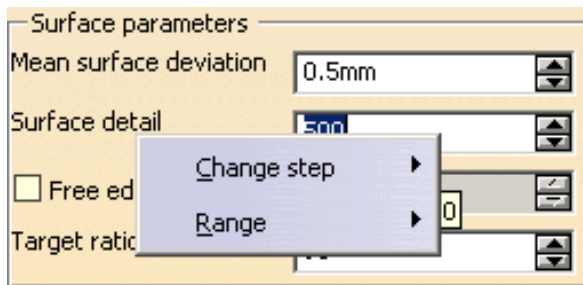 Surface parameters
Mean surface deviation 0.5mm
Surface detail 500
Change step
Free ed
0
Range
Target ratio